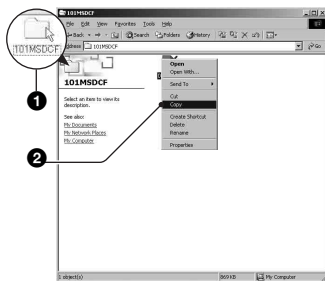 101MSDCF
File Edit View Favorites Tools Help
Back Search Folders History
Address 101MSDCF Go
101MSDCF
1
101MSDCF
Select an item to view its
description.
See also:
My Documents
My Network Places
My Computer
Open
Open With...
Send To
Cut
Copy
Create Shortcut
Delete
Rename
Properties
2
1 object(s) 869 KB My Computer